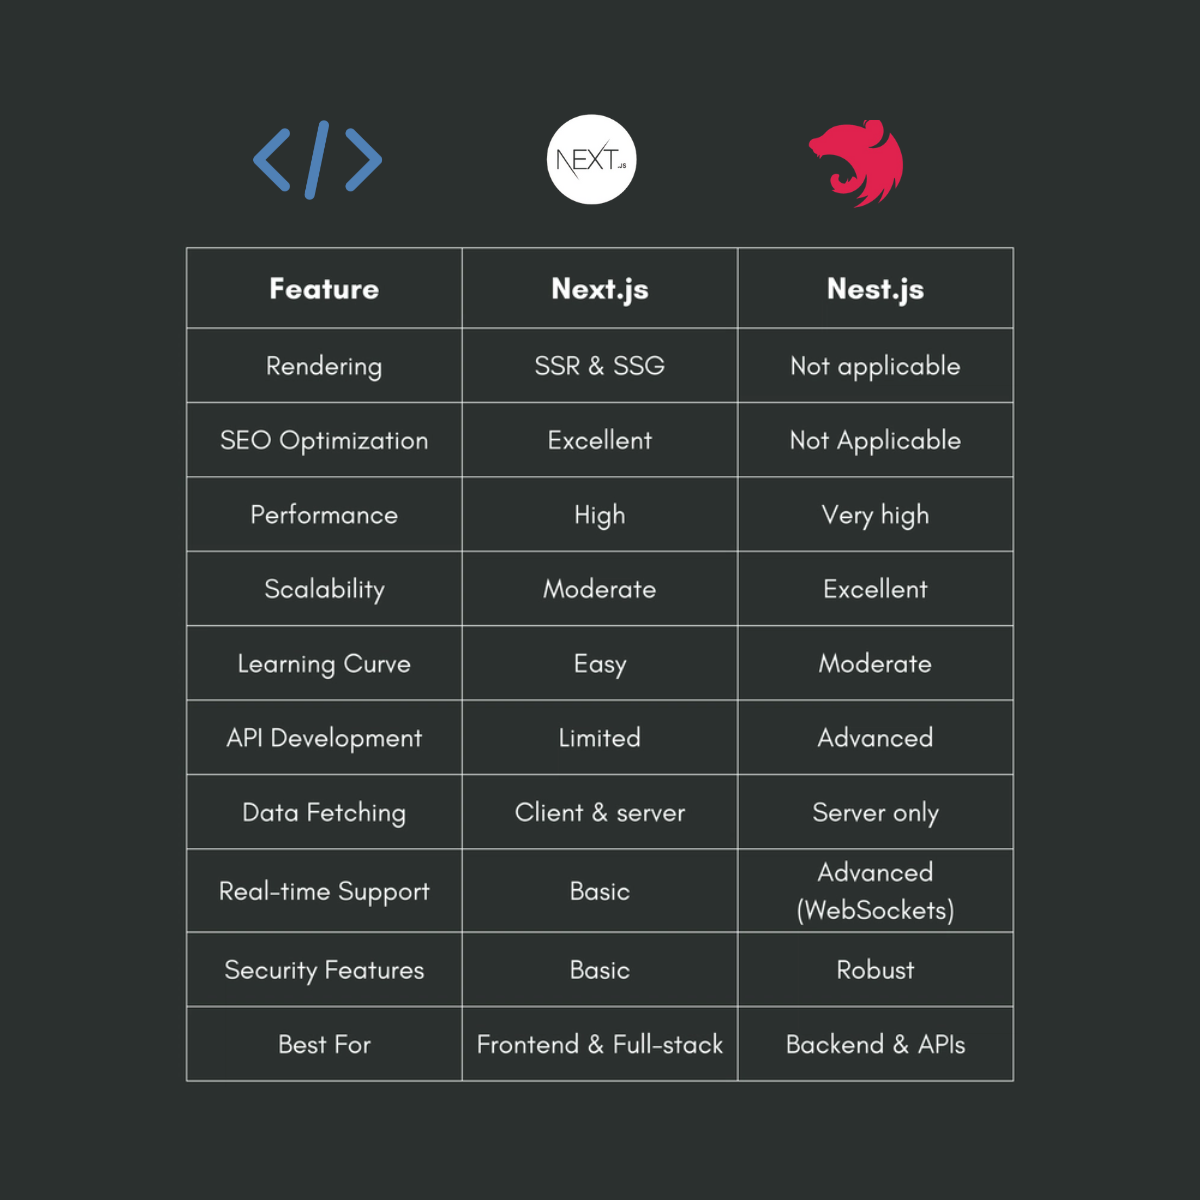 NEXT.JS
Feature Next.js Nest.js
Rendering SSR & SSG Not applicable
SEO Optimization Excellent Not Applicable
Performance High Very high
Scalability Moderate Excellent
Learning Curve Easy Moderate
API Development Limited Advanced
Data Fetching Client & server Server only
Real-time Support Basic Advanced
(WebSockets)
Security Features Basic Robust
Best For Frontend & Full-stack Backend & APIs